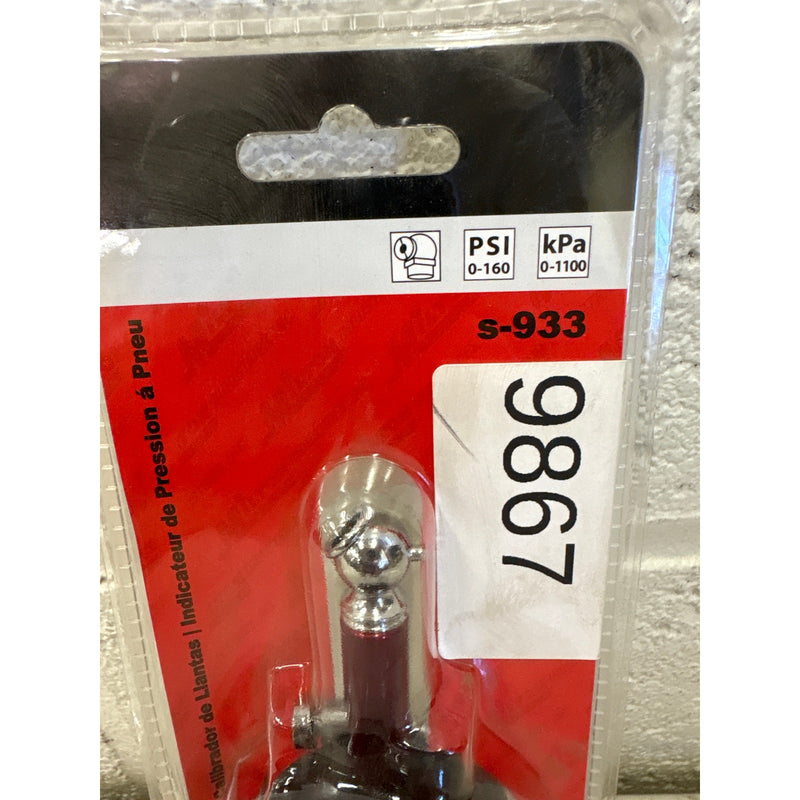 PSI
0-160
kPa
0-1100
s-933
9867
Calibrador de Llantas | Indicateur de Pression á Pneu